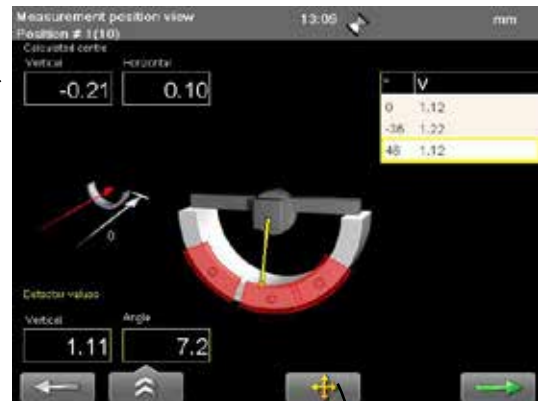 Measurement position view 13:06 mm
Position # 1(10)
Calculated centre
Vertical Horizontal
-0.21 0.10
° V
0 1.12
-36 1.22
46 1.12
0
Detector values
Vertical Angle
1.11 7.2